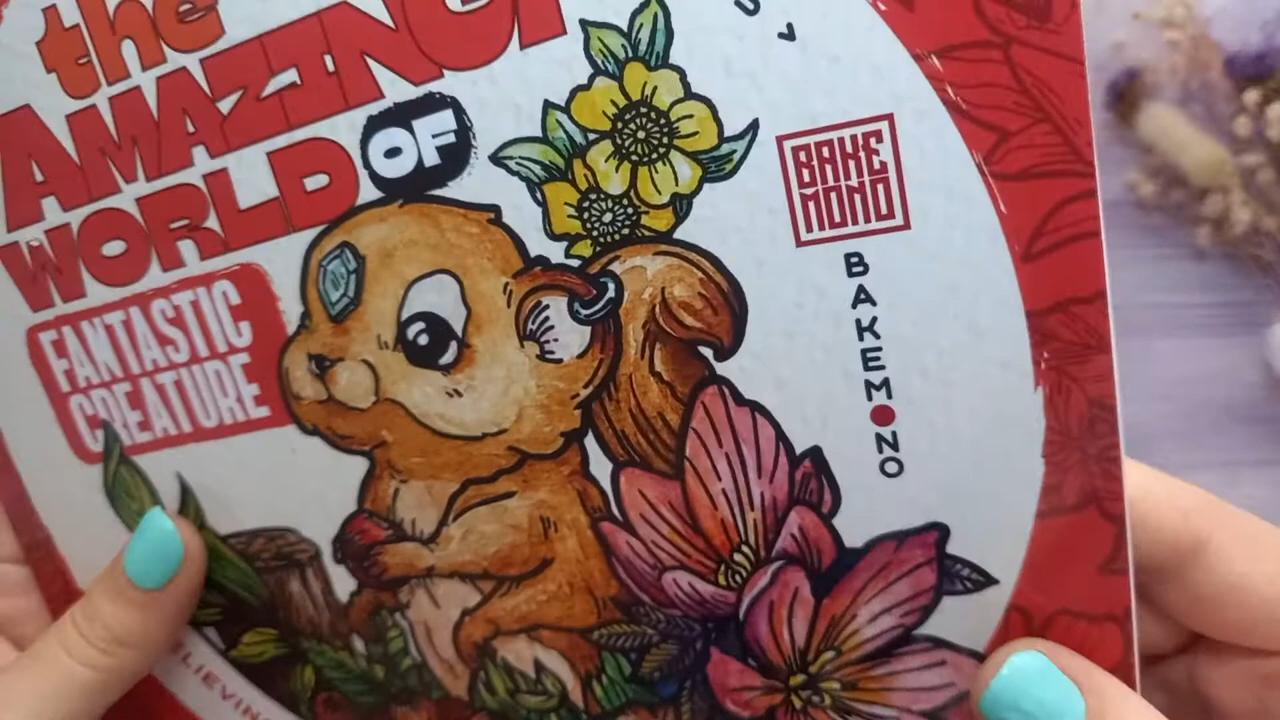 the
AMAZING
WORLD OF
FANTASTIC
CREATURE
BAKE
MONO
BAKEMONO